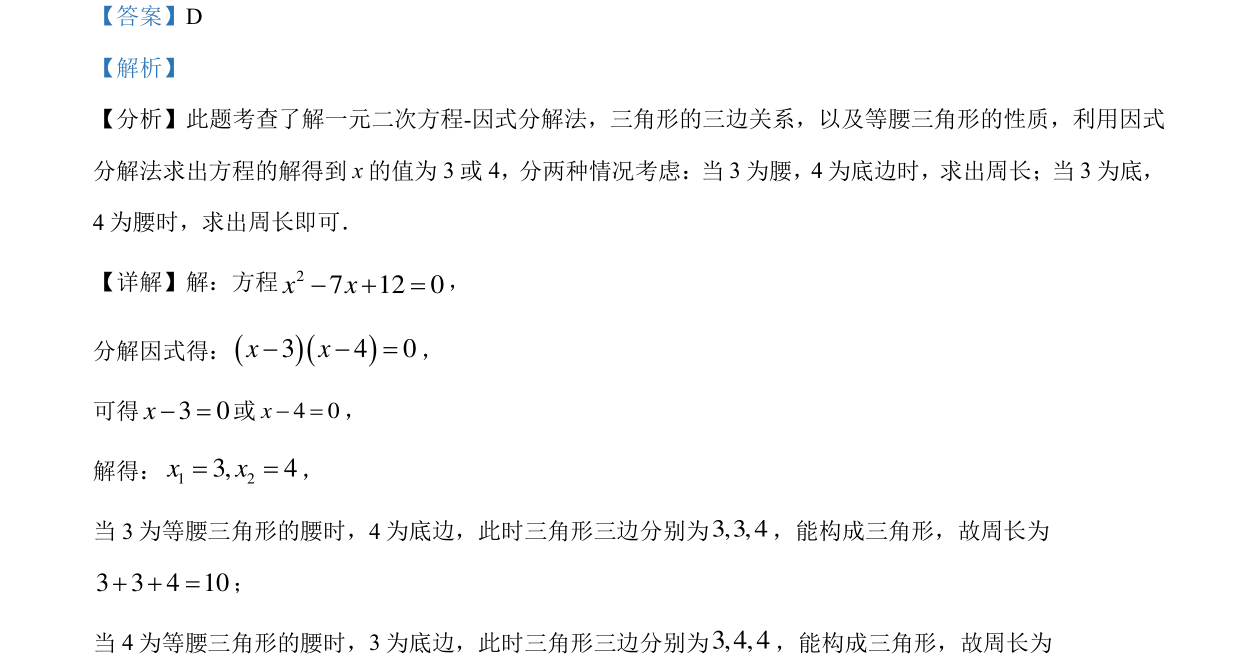 【答案】D
【解析】
【分析】此题考查了解一元二次方程-因式分解法，三角形的三边关系，以及等腰三角形的性质，利用因式
分解法求出方程的解得到 x 的值为 3 或 4，分两种情况考虑：当 3 为腰，4 为底边时，求出周长；当 3 为底，
4 为腰时，求出周长即可．
【详解】解：方程 x² − 7x + 12 = 0，
分解因式得：(x − 3)(x − 4) = 0，
可得 x − 3 = 0 或 x − 4 = 0，
解得：x₁ = 3, x₂ = 4，
当 3 为等腰三角形的腰时，4 为底边，此时三角形三边分别为 3,3,4，能构成三角形，故周长为
3 + 3 + 4 = 10；
当 4 为等腰三角形的腰时，3 为底边，此时三角形三边分别为 3,4,4，能构成三角形，故周长为